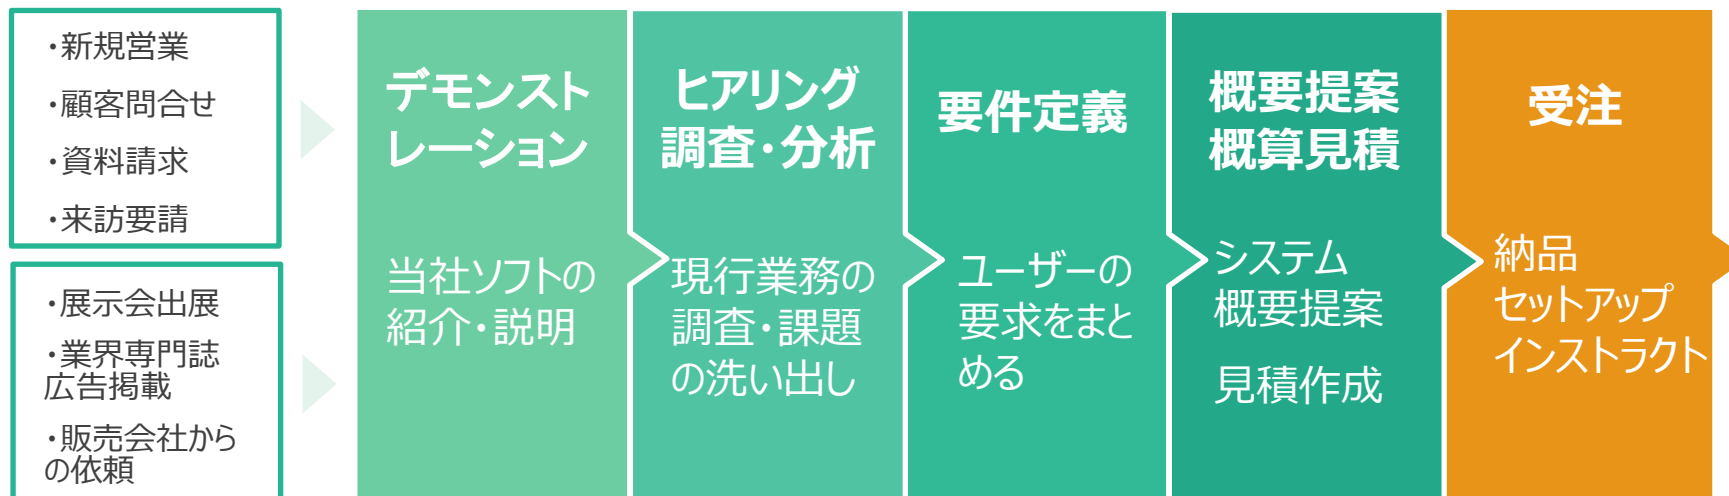 ・新規営業
・顧客問合せ
・資料請求
・来訪要請
・展示会出展
・業界専門誌
広告掲載
・販売会社から
の依頼
デモンスト
レーション
当社ソフトの
紹介・説明
ヒアリング
調査・分析
現行業務の
調査・課題
の洗い出し
要件定義
ユーザーの
要求をまと
める
概要提案
概算見積
システム
概要提案
見積作成
受注
納品
セットアップ
インストラクト